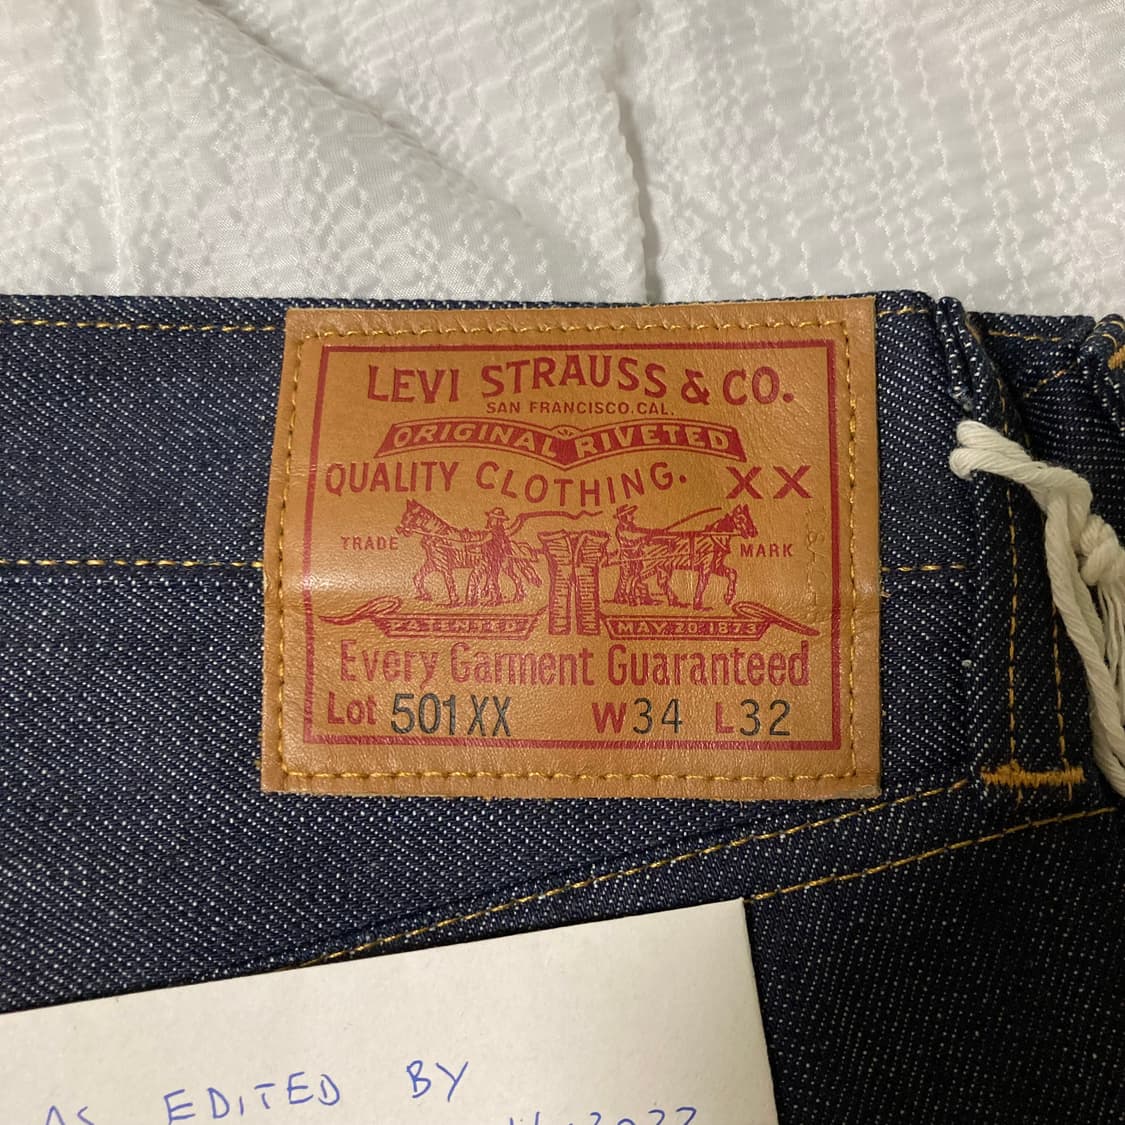 LEVI STRAUSS & CO.
SAN FRANCISCO, CAL.
ORIGINAL RIVETED
QUALITY CLOTHING. XX
TRADE MARK
PATENTED MAY 20 1873
Every Garment Guaranteed
Lot 501XX W34 L32
AS EDITED BY